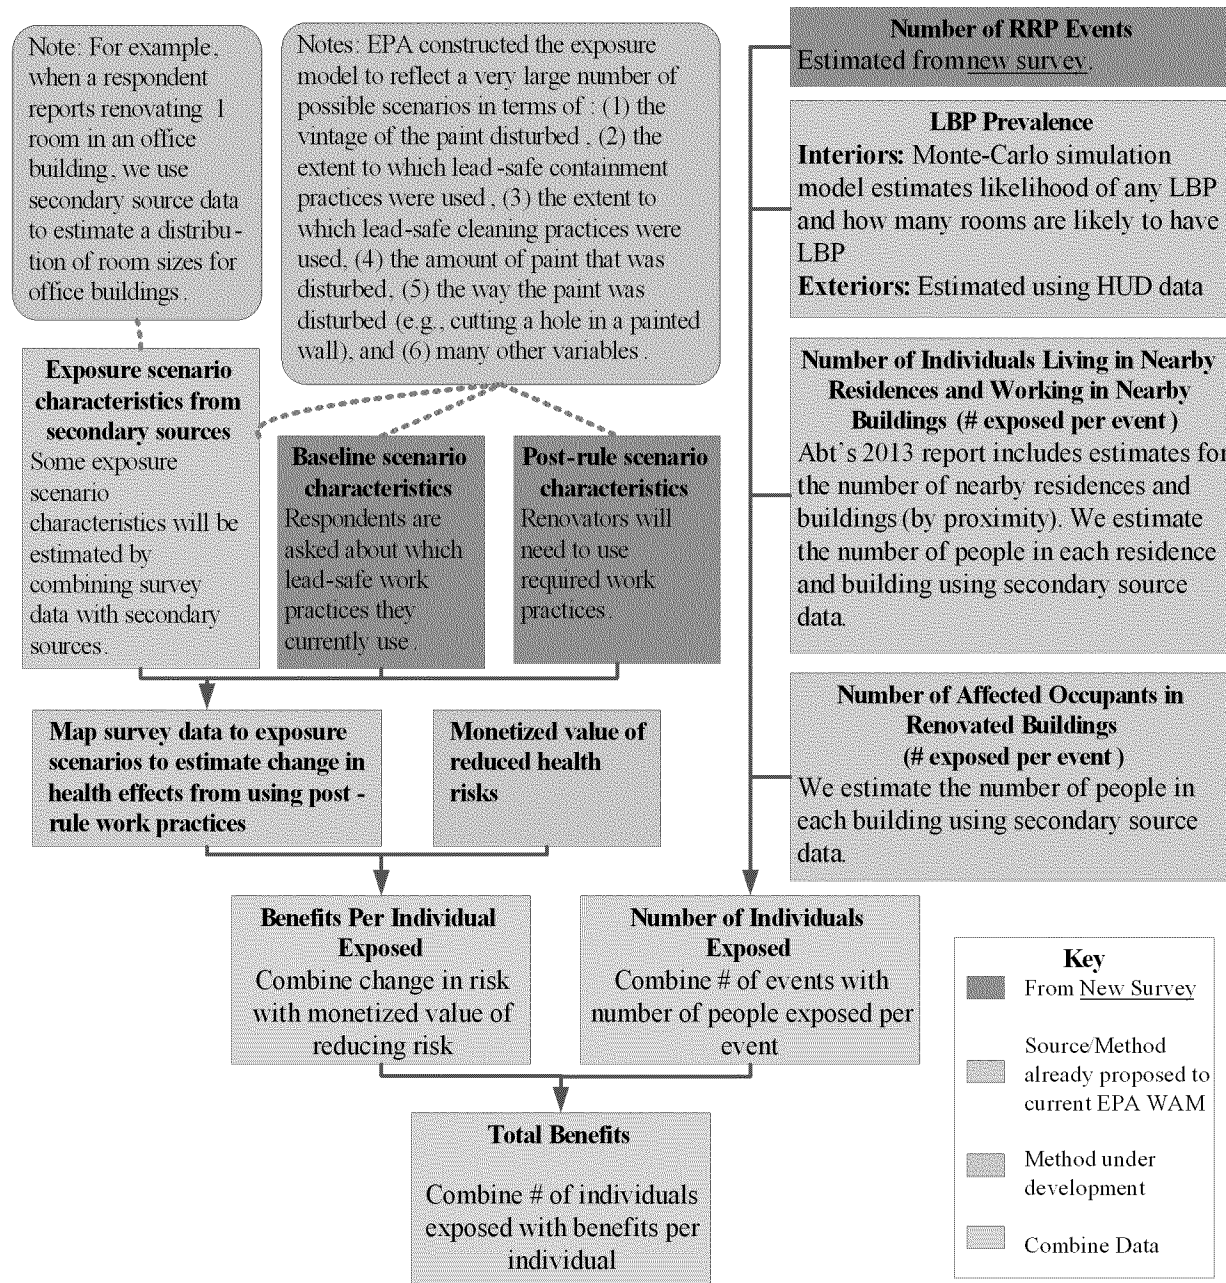 Note: For example,
when a respondent
reports renovating 1
room in an office
building, we use
secondary source data
to estimate a distribu-
tion of room sizes for
office buildings.
Notes: EPA constructed the exposure
model to reflect a very large number of
possible scenarios in terms of : (1) the
vintage of the paint disturbed , (2) the
extent to which lead-safe containment
practices were used , (3) the extent to
which lead-safe cleaning practices were
used, (4) the amount of paint that was
disturbed, (5) the way the paint was
disturbed (e.g., cutting a hole in a painted
wall), and (6) many other variables .
Exposure scenario
characteristics from
secondary sources
Some exposure
scenario
characteristics will be
estimated by
combining survey
data with secondary
sources.
Baseline scenario
characteristics
Respondents are
asked about which
lead-safe work
practices they
currently use .
Post-rule scenario
characteristics
Renovators will
need to use
required work
practices.
Map survey data to exposure
scenarios to estimate change in
health effects from using post -
rule work practices
Monetized value of
reduced health
risks
Benefits Per Individual
Exposed
Combine change in risk
with monetized value of
reducing risk
Number of RRP Events
Estimated from new survey.
LBP Prevalence
Interiors: Monte-Carlo simulation
model estimates likelihood of any LBP
and how many rooms are likely to have
LBP
Exteriors: Estimated using HUD data
Number of Individuals Living in Nearby
Residences and Working in Nearby
Buildings (# exposed per event )
Abt's 2013 report includes estimates for
the number of nearby residences and
buildings (by proximity). We estimate
the number of people in each residence
and building using secondary source
data.
Number of Affected Occupants in
Renovated Buildings
(# exposed per event )
We estimate the number of people in
each building using secondary source
data.
Number of Individuals
Exposed
Combine # of events with
number of people exposed per
event
Total Benefits
Combine # of individuals
exposed with benefits per
individual
Key
From New Survey
Source/Method
already proposed to
current EPA WAM
Method under
development
Combine Data